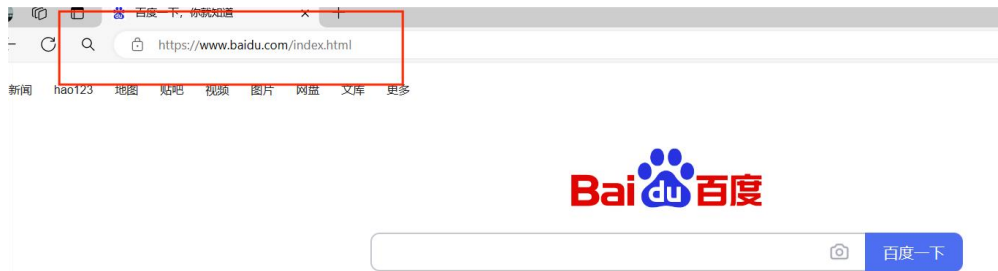 百度一下，你就知道
https://www.baidu.com/index.html
新闻 hao123 地图 贴吧 视频 图片 网盘 文库 更多
Bai du 百度
百度一下